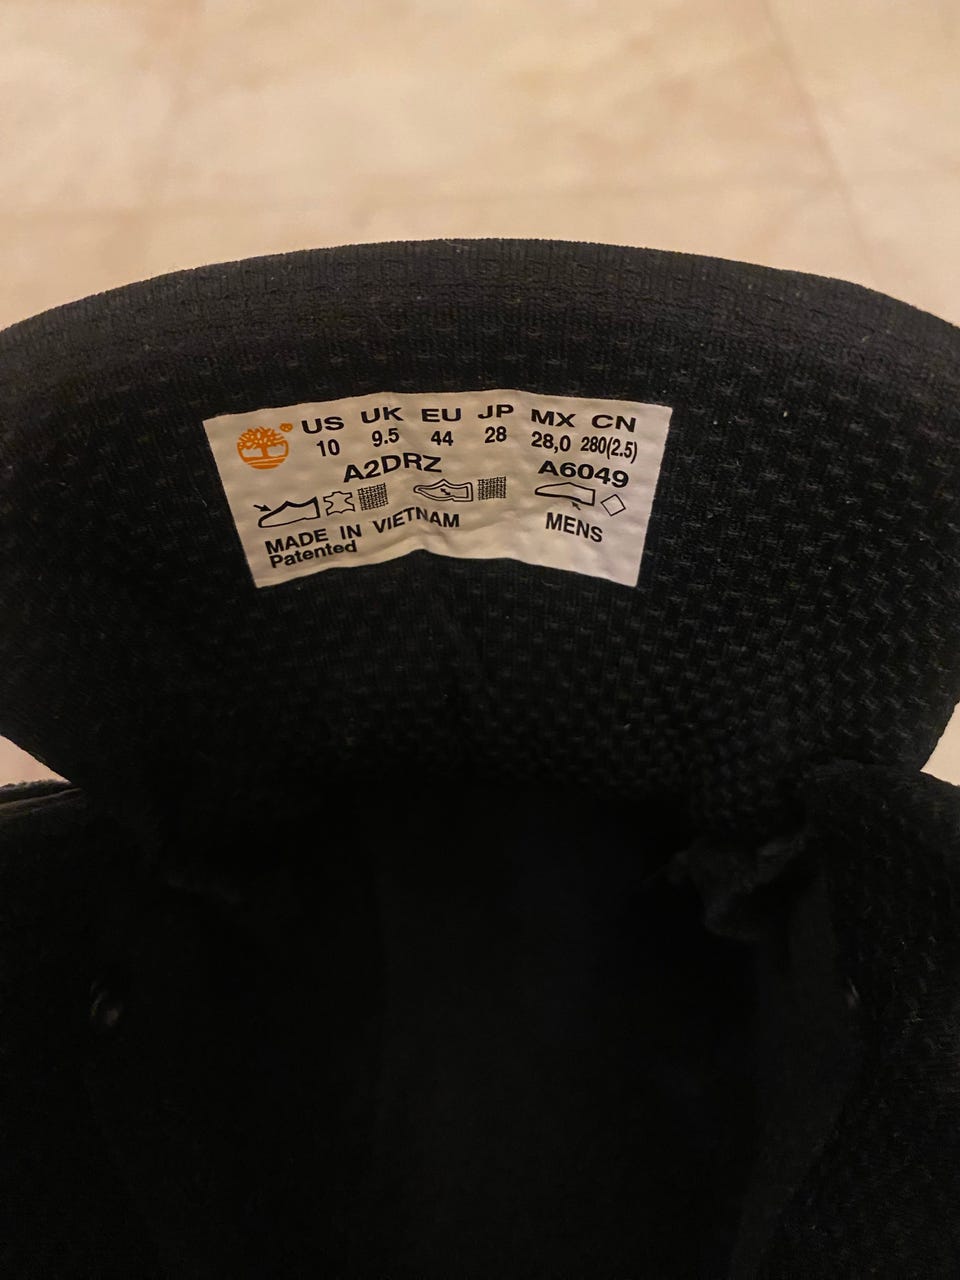 US UK EU JP MX CN
10 9.5 44 28 28,0 280(2.5)
A2DRZ A6049
MADE IN VIETNAM MENS
Patented